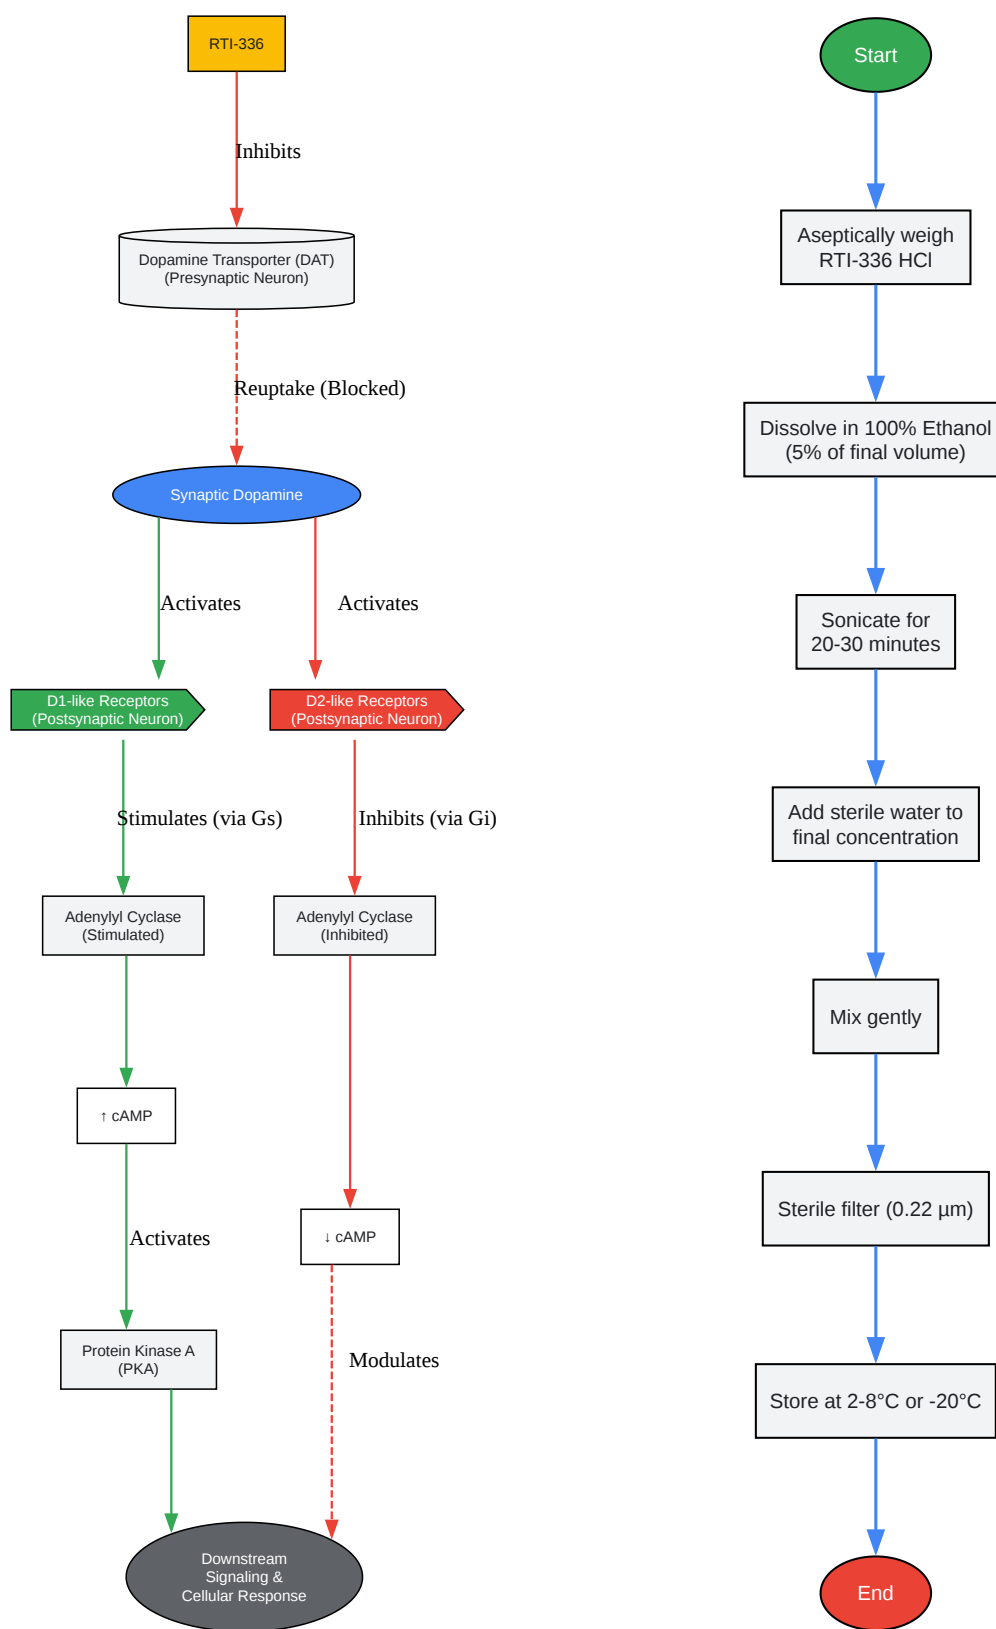 RTI-336
Inhibits
Dopamine Transporter (DAT)
(Presynaptic Neuron)
Reuptake (Blocked)
Synaptic Dopamine
Activates
Activates
D1-like Receptors
(Postsynaptic Neuron)
D2-like Receptors
(Postsynaptic Neuron)
Stimulates (via Gs)
Inhibits (via Gi)
Adenylyl Cyclase
(Stimulated)
Adenylyl Cyclase
(Inhibited)
↑ cAMP
Activates
↓ cAMP
Protein Kinase A
(PKA)
Modulates
Downstream
Signaling &
Cellular Response
Start
Aseptically weigh
RTI-336 HCl
Dissolve in 100% Ethanol
(5% of final volume)
Sonicate for
20-30 minutes
Add sterile water to
final concentration
Mix gently
Sterile filter (0.22 µm)
Store at 2-8°C or -20°C
End